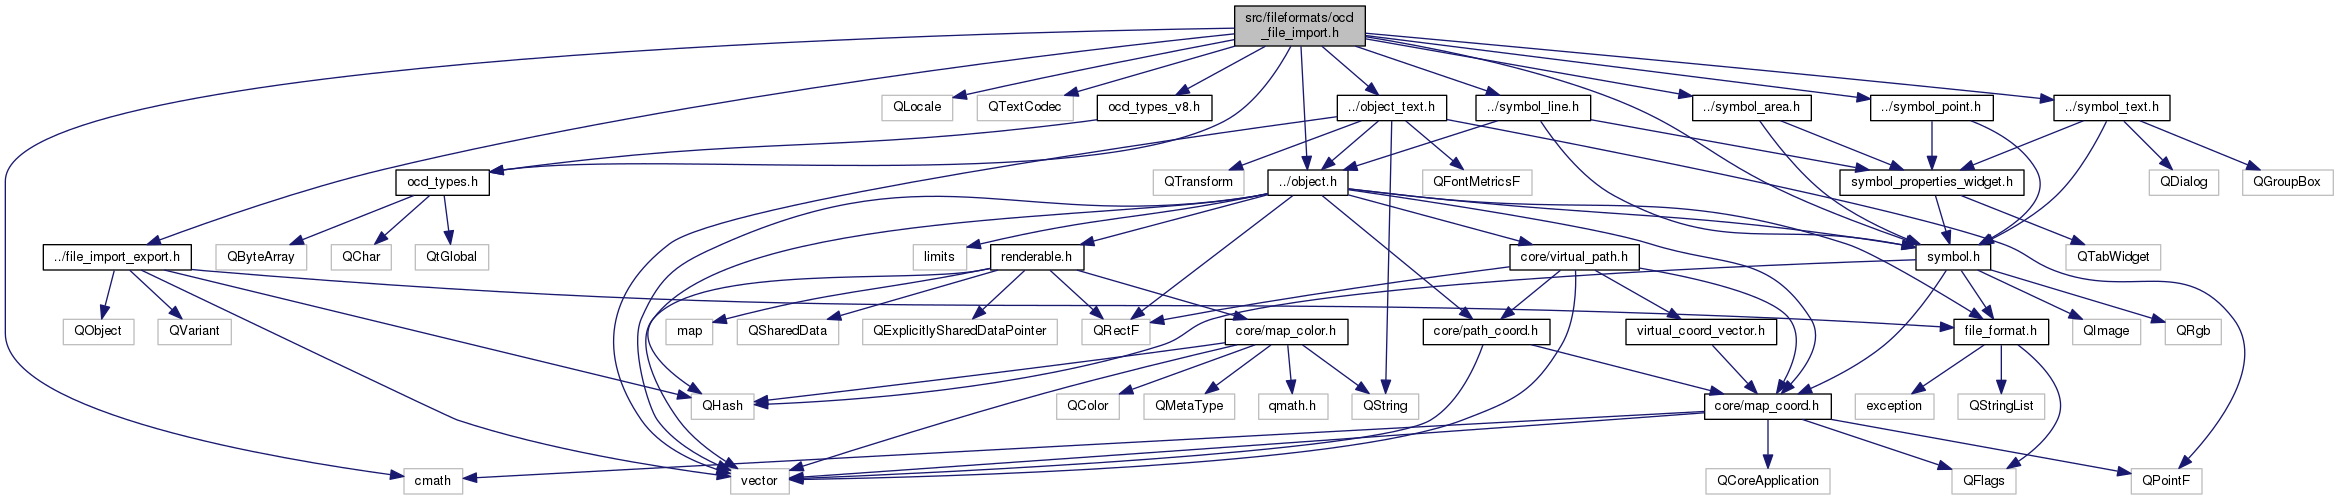 src/fileformats/ocd
_file_import.h
QLocale
QTextCodec
ocd_types_v8.h
../object_text.h
../symbol_line.h
../symbol_area.h
../symbol_point.h
../symbol_text.h
ocd_types.h
QTransform
../object.h
QFontMetricsF
symbol_properties_widget.h
QDialog
QGroupBox
../file_import_export.h
QByteArray
QChar
QtGlobal
limits
renderable.h
core/virtual_path.h
symbol.h
QTabWidget
QObject
QVariant
map
QSharedData
QExplicitlySharedDataPointer
QRectF
core/map_color.h
core/path_coord.h
virtual_coord_vector.h
file_format.h
QImage
QRgb
QHash
QColor
QMetaType
qmath.h
QString
core/map_coord.h
exception
QStringList
cmath
vector
QCoreApplication
QFlags
QPointF